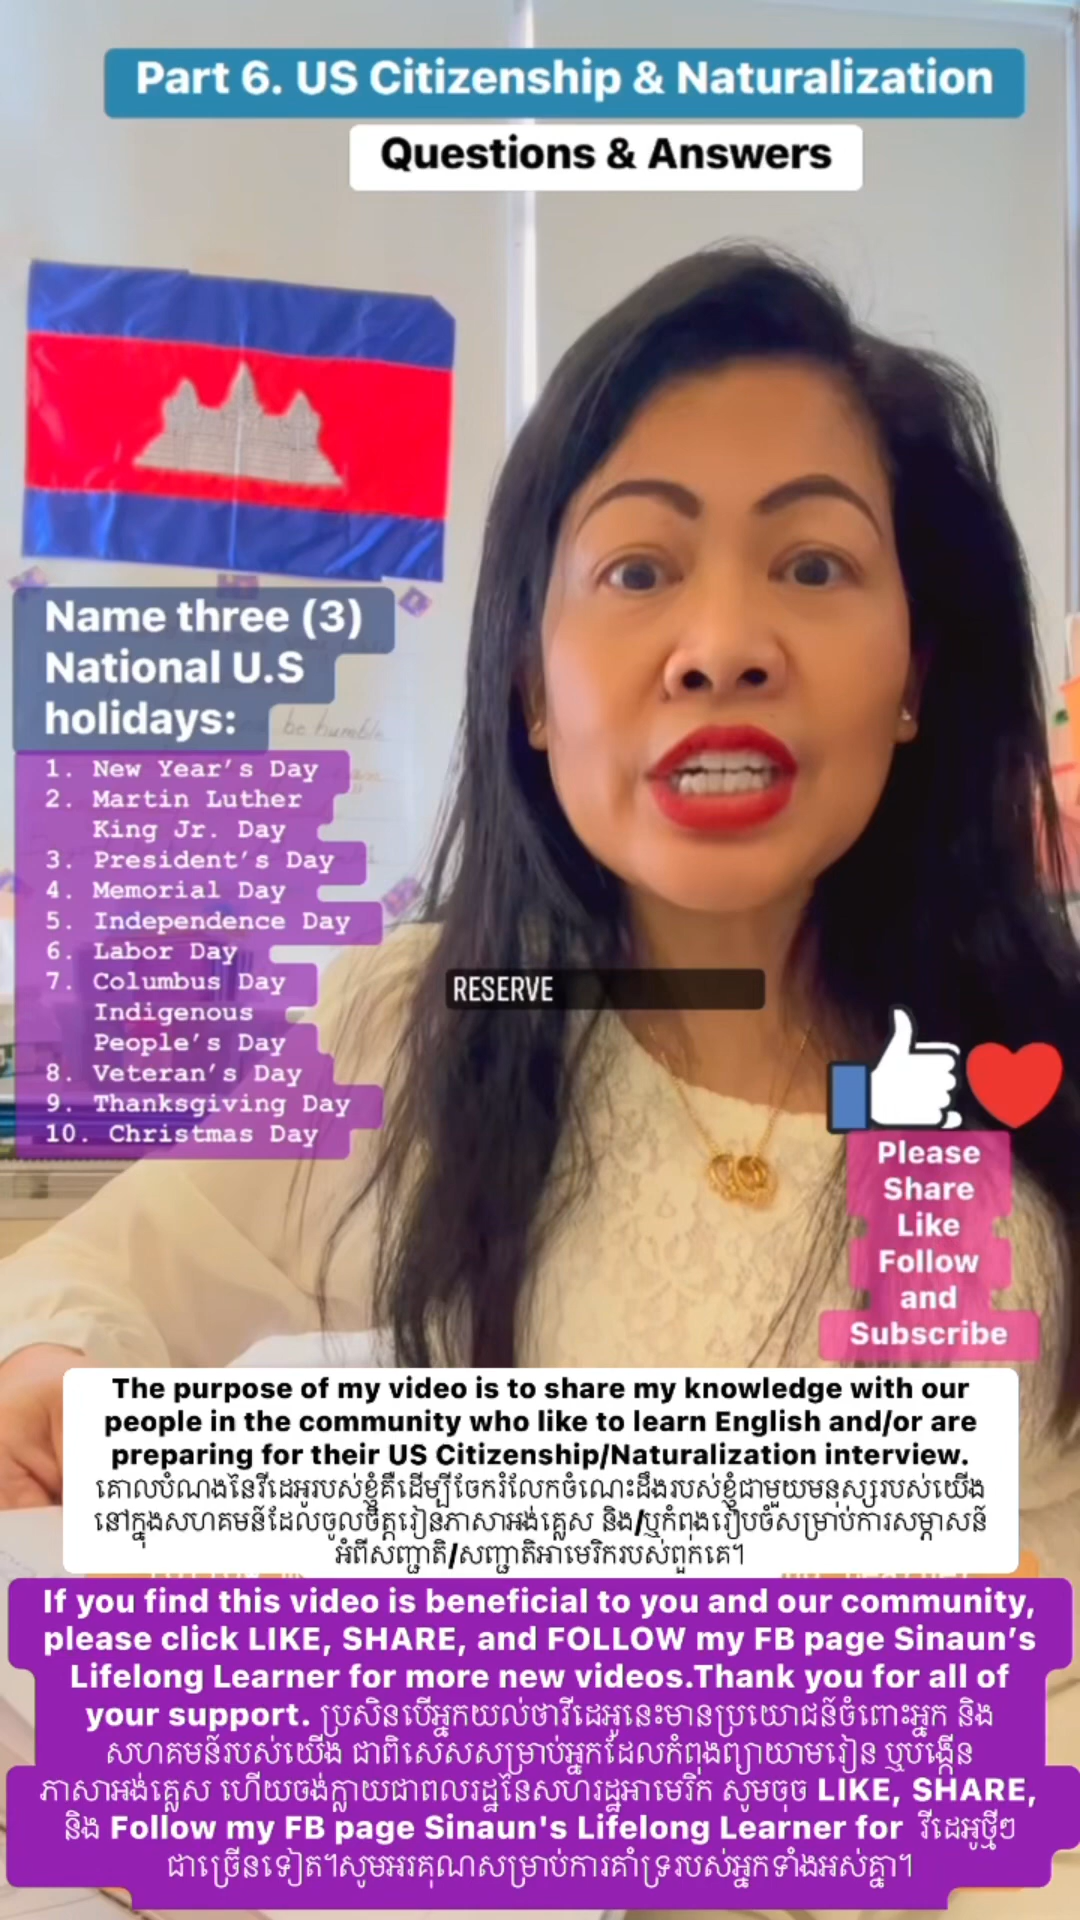 Part 6. US Citizenship & Naturalization
Questions & Answers
Name three (3)
National U.S
holidays:
be humble
1. New Year's Day
2. Martin Luther
King Jr. Day
3. President's Day
4. Memorial Day
5. Independence Day
6. Labor Day
7. Columbus Day
Indigenous
People's Day
8. Veteran's Day
9. Thanksgiving Day
10. Christmas Day
RESERVE
Please
Share
Like
Follow
and
Subscribe
The purpose of my video is to share my knowledge with our
people in the community who like to learn English and/or are
preparing for their US Citizenship/Naturalization interview.
គោលបំណងនៃវីដេអូរបស់ខ្ញុំគឺដើម្បីចែករំលែកចំណេះដឹងរបស់ខ្ញុំជាមួយមនុស្សរបស់យើង
នៅក្នុងសហគមន៍ដែលចូលចិត្តរៀនភាសាអង់គ្លេស និង/ឬកំពុងរៀបចំសម្រាប់ការសម្ភាសន៍
អំពីសញ្ជាតិ/សញ្ជាតិអាមេរិករបស់ពួកគេ។
If you find this video is beneficial to you and our community,
please click LIKE, SHARE, and FOLLOW my FB page Sinaun's
Lifelong Learner for more new videos.Thank you for all of
your support. ប្រសិនបើអ្នកយល់ថាវីដេអូនេះមានប្រយោជន៍ចំពោះអ្នក និង
សហគមន៍របស់យើង ជាពិសេសសម្រាប់អ្នកដែលកំពុងព្យាយាមរៀន ឬបង្កើន
ភាសាអង់គ្លេស ហើយចង់ក្លាយជាពលរដ្ឋនៃសហរដ្ឋអាមេរិក សូមចុច LIKE, SHARE,
និង Follow my FB page Sinaun's Lifelong Learner for វីដេអូថ្មីៗ
ជាច្រើនទៀត។សូមអរគុណសម្រាប់ការគាំទ្ររបស់អ្នកទាំងអស់គ្នា។